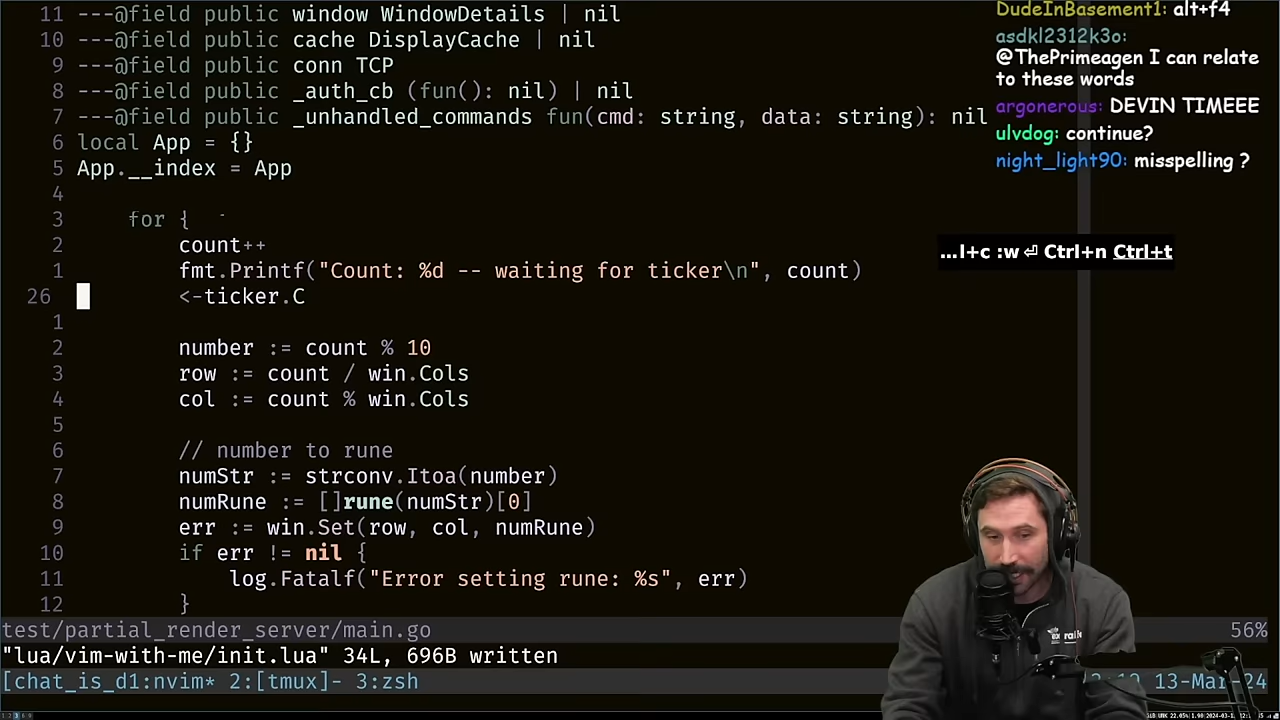 11 ---@field public window WindowDetails | nil
10 ---@field public cache DisplayCache | nil
9 ---@field public conn TCP
8 ---@field public _auth_cb (fun(): nil) | nil
7 ---@field public _unhandled_commands fun(cmd: string, data: string): nil
6 local App = {}
5 App.__index = App
4
3 for {
2 count++
1 fmt.Printf("Count: %d -- waiting for ticker\n", count)
26 <-ticker.C
1
2 number := count % 10
3 row := count / win.Cols
4 col := count % win.Cols
5
6 // number to rune
7 numStr := strconv.Itoa(number)
8 numRune := []rune(numStr)[0]
9 err := win.Set(row, col, numRune)
10 if err != nil {
11 log.Fatalf("Error setting rune: %s", err)
12 }
test/partial_render_server/main.go 56%
"lua/vim-with-me/init.lua" 34L, 696B written
[chat_is_d1:nvim* 2:[tmux]- 3:zsh 13-Mar-24
DudeInBasement1: alt+f4
asdkl2312k3o:
@ThePrimeagen I can relate
to these words
argonerous: DEVIN TIMEEE
ulvdog: continue?
night_light90: misspelling ?
...l+c :w⏎ Ctrl+n Ctrl+t